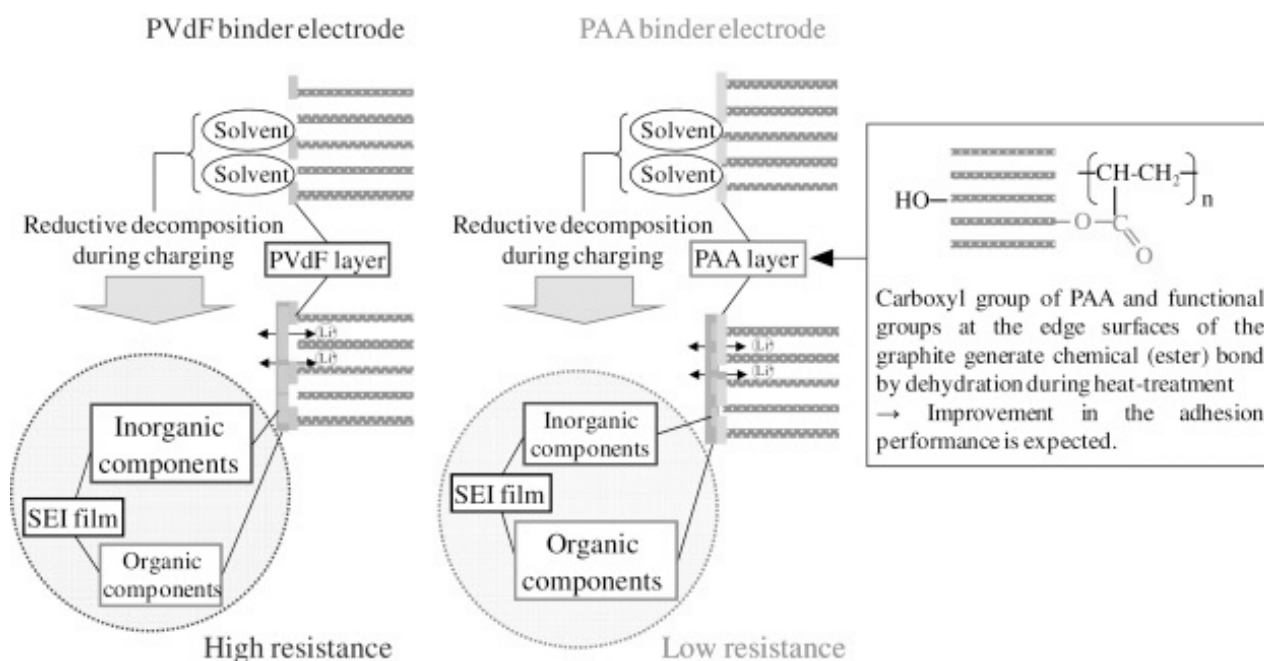 PVdF binder electrode
Solvent
Solvent
Reductive decomposition
during charging
PVdF layer
(Li)
(Li)
Inorganic
components
SEI film
Organic
components
High resistance
PAA binder electrode
Solvent
Solvent
Reductive decomposition
during charging
PAA layer
(Li)
(Li)
Inorganic
components
SEI film
Organic
components
Low resistance
CH-CH2
n
HO
O
C
O
Carboxyl group of PAA and functional
groups at the edge surfaces of the
graphite generate chemical (ester) bond
by dehydration during heat-treatment
→ Improvement in the adhesion
performance is expected.